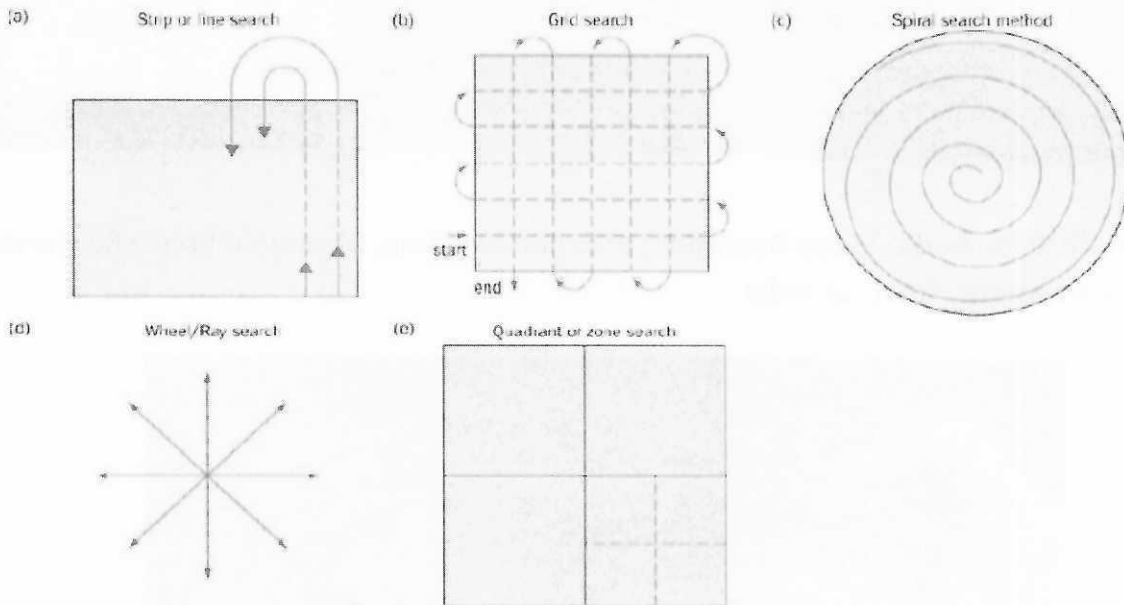 (a) Strip or line search
(b) Grid search
(c) Spiral search method
start
end
(d) Wheel/Ray search
(e) Quadrant or zone search